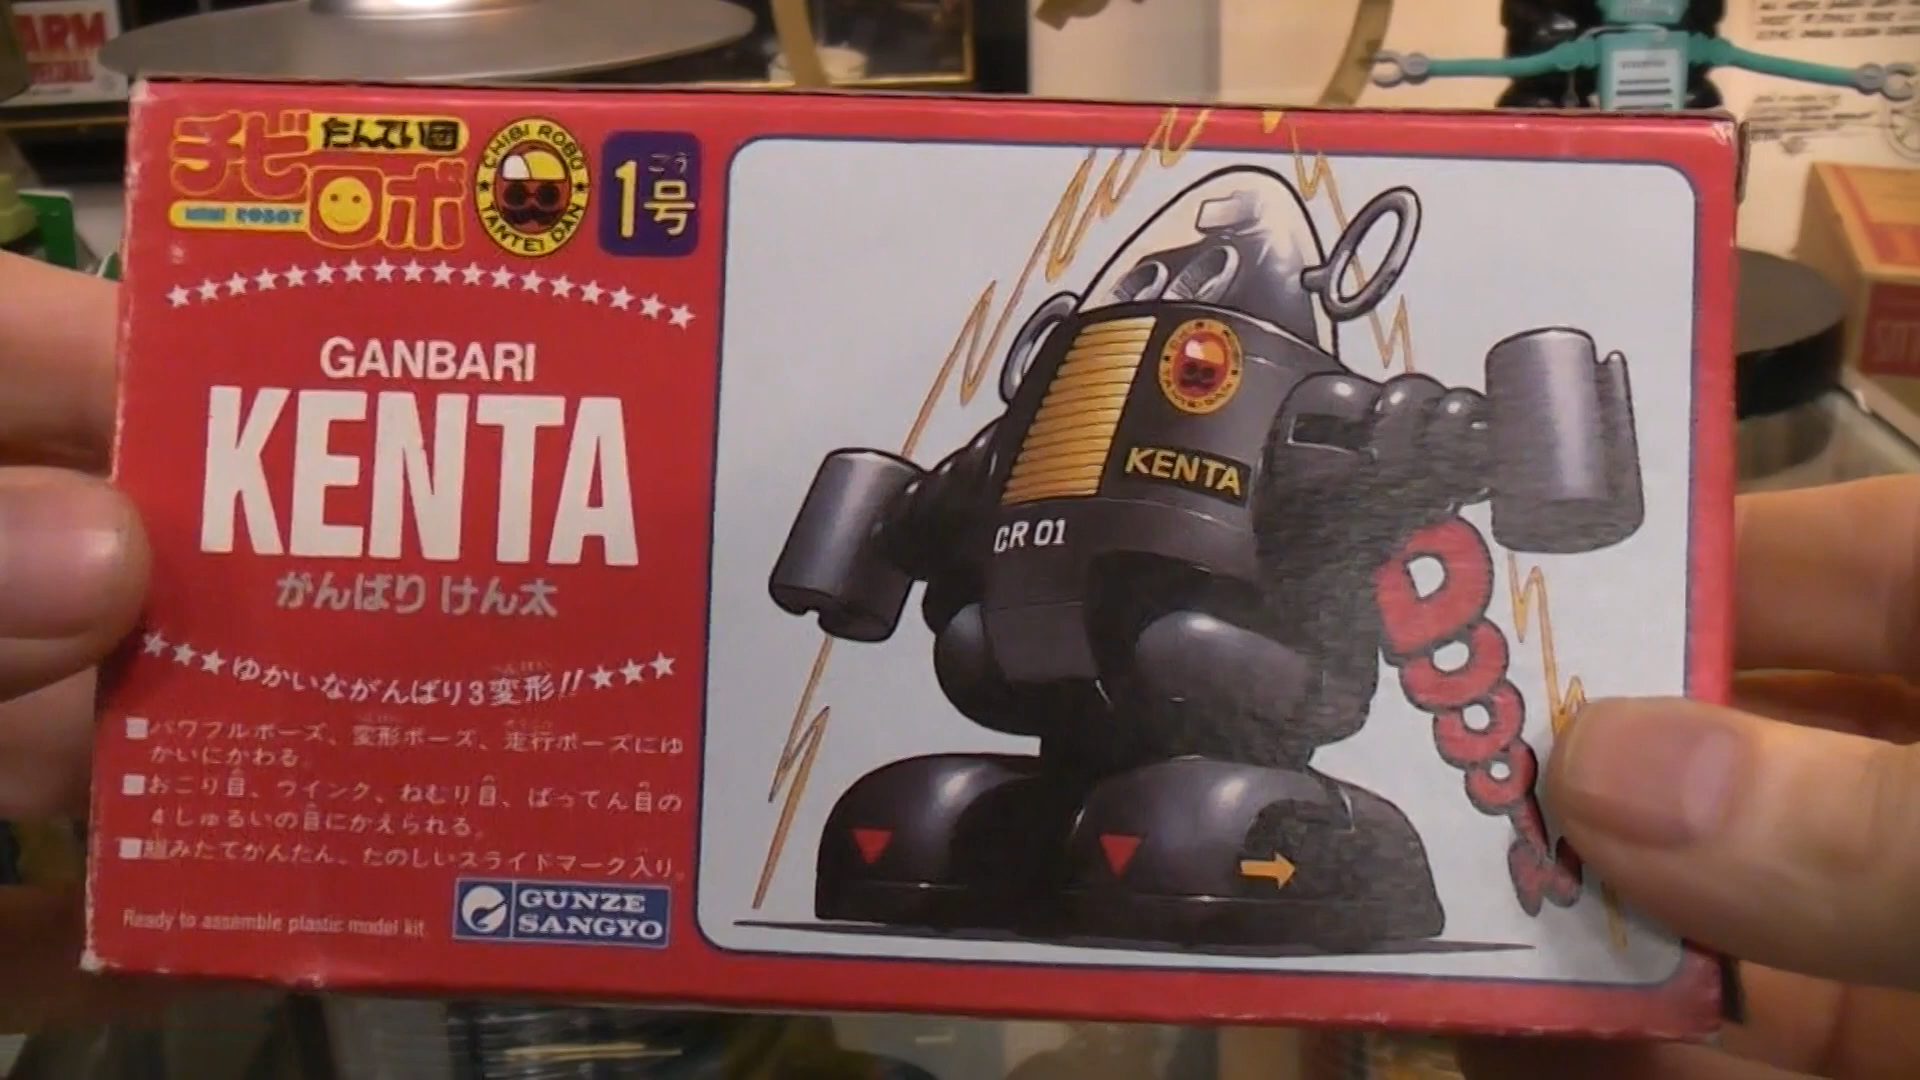 チビロボ
たんてい団
MINI ROBOT
CHIBI ROBO
TANTEI DAN
ごう
1号
GANBARI
KENTA
がんばり けん太
ゆかいながんばり3変形!!
■パワフルポーズ、変形ポーズ、走行ポーズにゆ
かいにかわる。
■おこり目、ウインク、ねむり目、ばってん目の
4しゅるいの目にかえられる。
■組みたてかんたん、たのしいスライドマーク入り。
Ready to assemble plastic model kit.
GUNZE
SANGYO
KENTA
CR 01
ARM